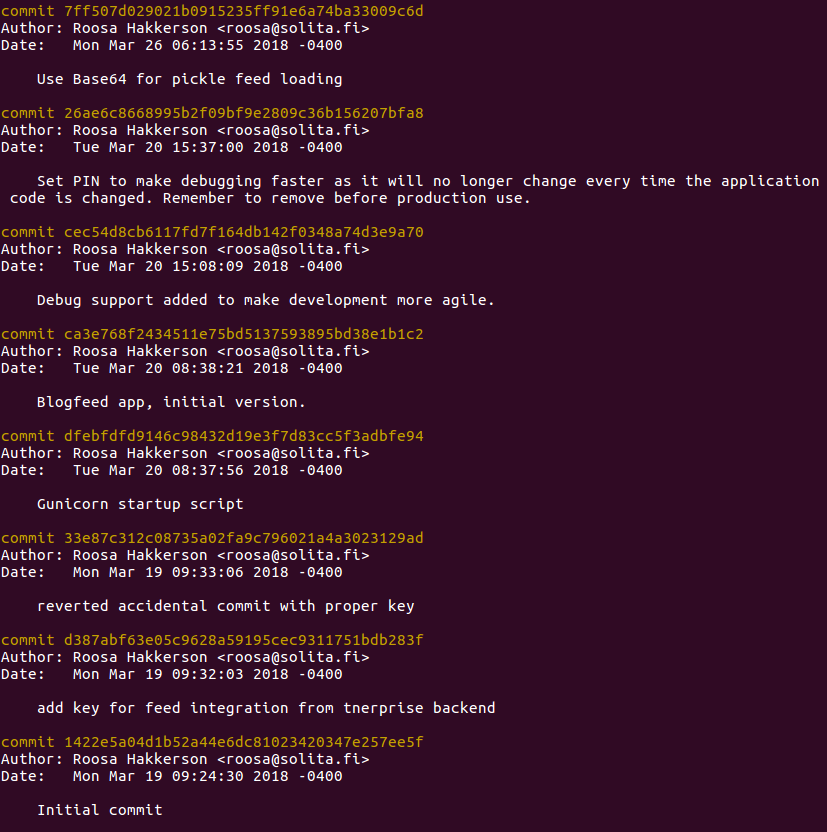 commit 7ff507d029021b0915235ff91e6a74ba33009c6d
Author: Roosa Hakkerson <roosa@solita.fi>
Date:   Mon Mar 26 06:13:55 2018 -0400
Use Base64 for pickle feed loading
commit 26ae6c8668995b2f09bf9e2809c36b156207bfa8
Author: Roosa Hakkerson <roosa@solita.fi>
Date:   Tue Mar 20 15:37:00 2018 -0400
Set PIN to make debugging faster as it will no longer change every time the application
code is changed. Remember to remove before production use.
commit cec54d8cb6117fd7f164db142f0348a74d3e9a70
Author: Roosa Hakkerson <roosa@solita.fi>
Date:   Tue Mar 20 15:08:09 2018 -0400
Debug support added to make development more agile.
commit ca3e768f2434511e75bd5137593895bd38e1b1c2
Author: Roosa Hakkerson <roosa@solita.fi>
Date:   Tue Mar 20 08:38:21 2018 -0400
Blogfeed app, initial version.
commit dfebfdfd9146c98432d19e3f7d83cc5f3adbfe94
Author: Roosa Hakkerson <roosa@solita.fi>
Date:   Tue Mar 20 08:37:56 2018 -0400
Gunicorn startup script
commit 33e87c312c08735a02fa9c796021a4a3023129ad
Author: Roosa Hakkerson <roosa@solita.fi>
Date:   Mon Mar 19 09:33:06 2018 -0400
reverted accidental commit with proper key
commit d387abf63e05c9628a59195cec9311751bdb283f
Author: Roosa Hakkerson <roosa@solita.fi>
Date:   Mon Mar 19 09:32:03 2018 -0400
add key for feed integration from tnerprise backend
commit 1422e5a04d1b52a44e6dc81023420347e257ee5f
Author: Roosa Hakkerson <roosa@solita.fi>
Date:   Mon Mar 19 09:24:30 2018 -0400
Initial commit